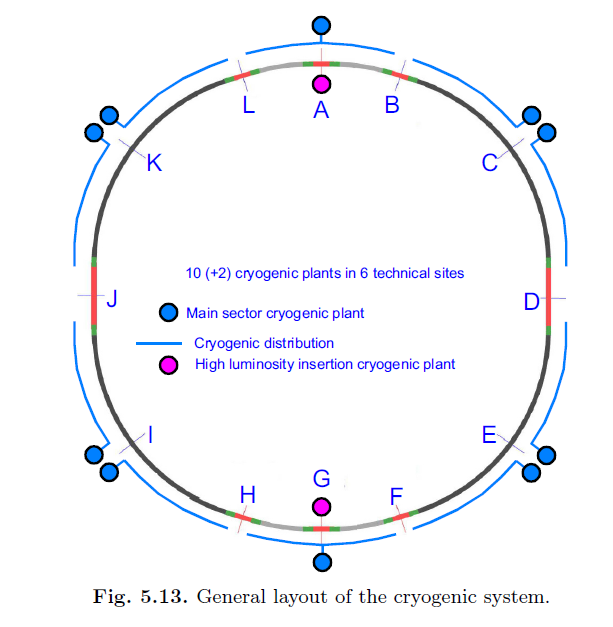 A
L
B
K
C
10 (+2) cryogenic plants in 6 technical sites
J
D
Main sector cryogenic plant
Cryogenic distribution
High luminosity insertion cryogenic plant
I
E
G
H
F
Fig. 5.13. General layout of the cryogenic system.